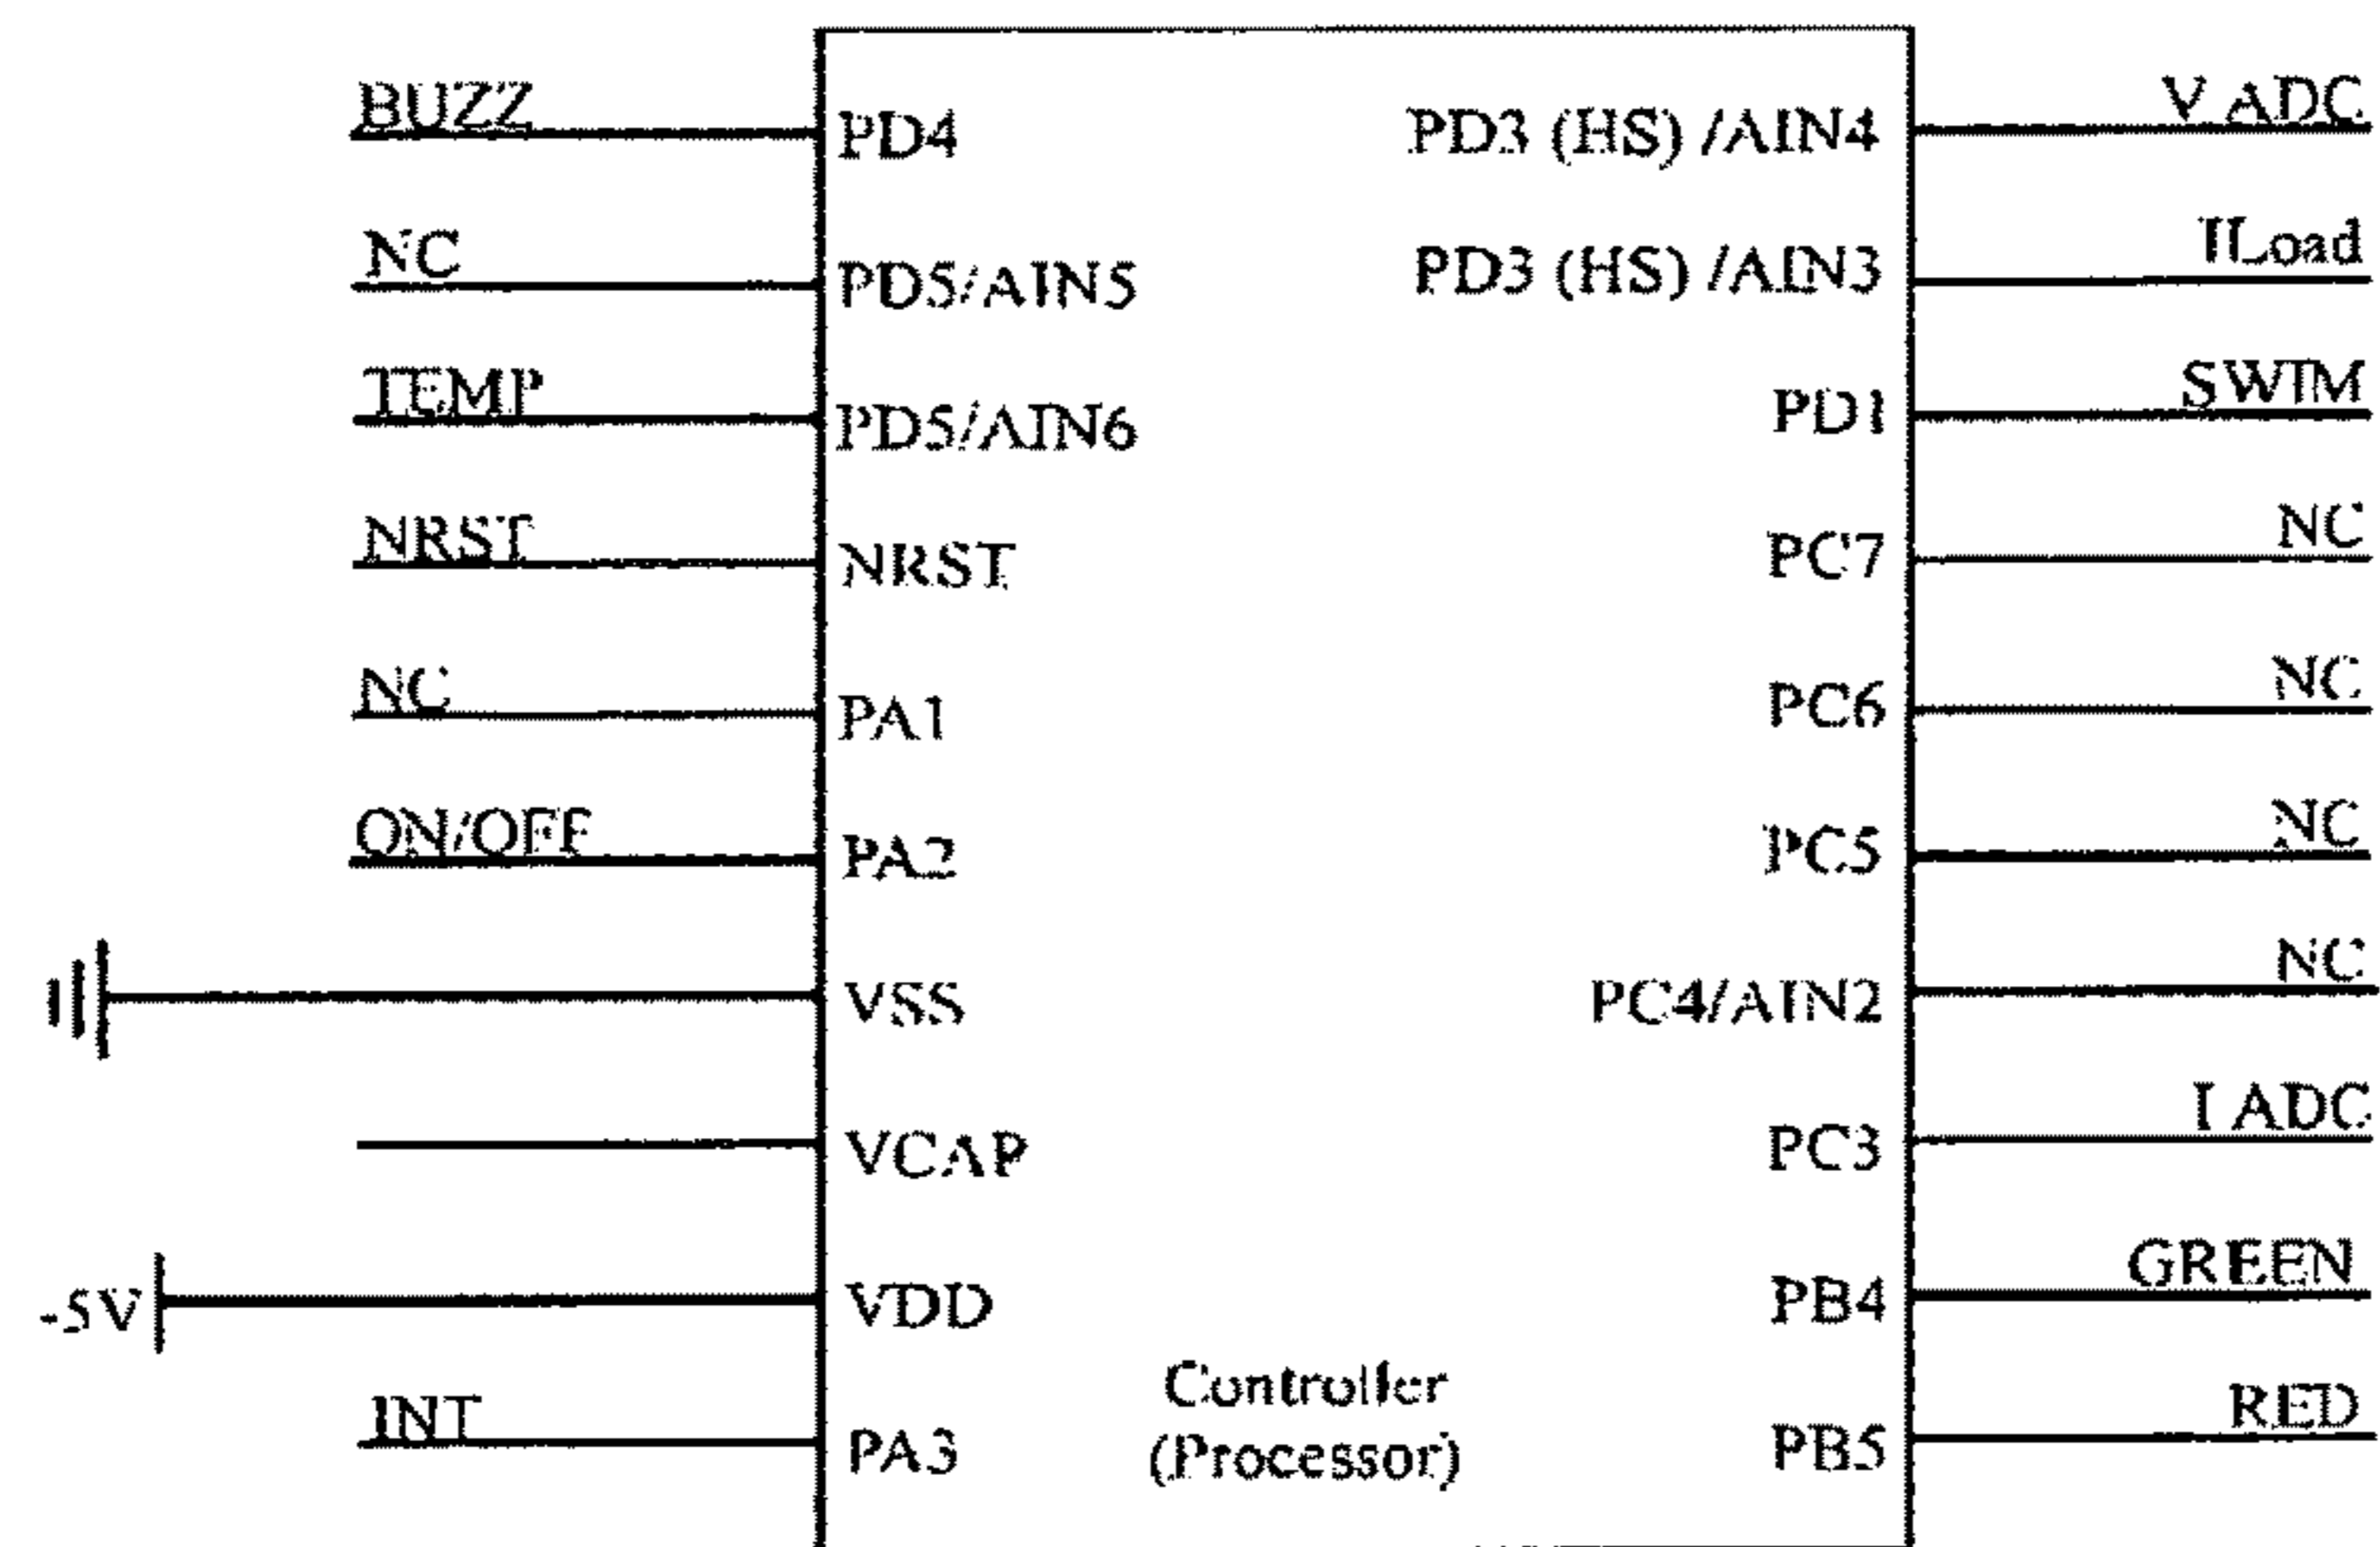 BUZZ PD4 PD3 (HS) /AIN4 V ADC
NC PD5/AIN5 PD3 (HS) /AIN3 ILoad
TEMP PD5/AIN6 PD1 SWIM
NRST NRST PC7 NC
NC PA1 PC6 NC
ON/OFF PA2 PC5 NC
VSS PC4/AIN2 NC
VCAP PC3 I ADC
-5V VDD PB4 GREEN
INT PA3 PB5 RED
Controller
(Processor)